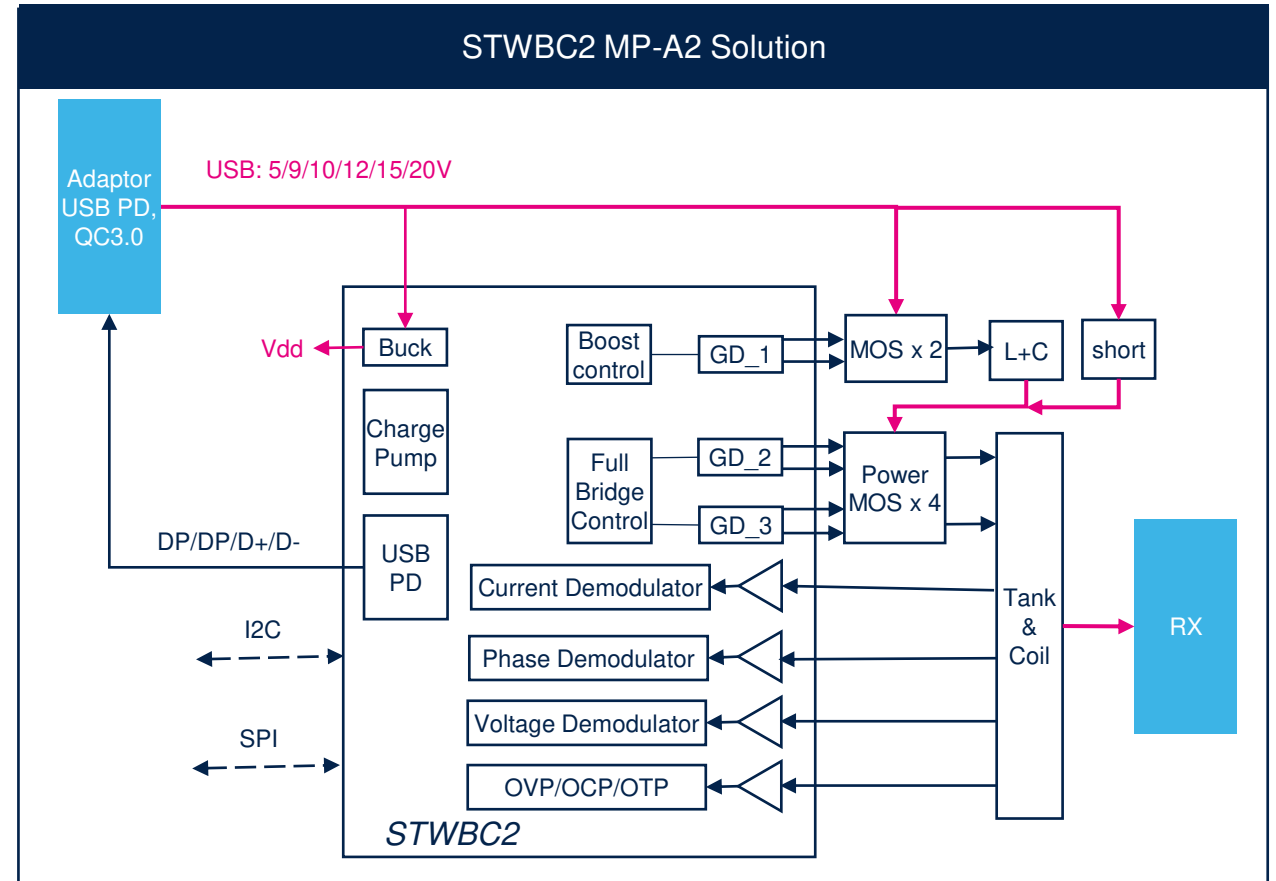 STWBC2 MP-A2 Solution
Adaptor
USB PD,
QC3.0
USB: 5/9/10/12/15/20V
Vdd
Buck
Boost
control
GD_1
MOS x 2
L+C
short
Charge
Pump
Full
Bridge
Control
GD_2
GD_3
Power
MOS x 4
DP/DP/D+/D-
USB
PD
Current Demodulator
Tank
&
Coil
RX
I2C
Phase Demodulator
Voltage Demodulator
SPI
OVP/OCP/OTP
STWBC2